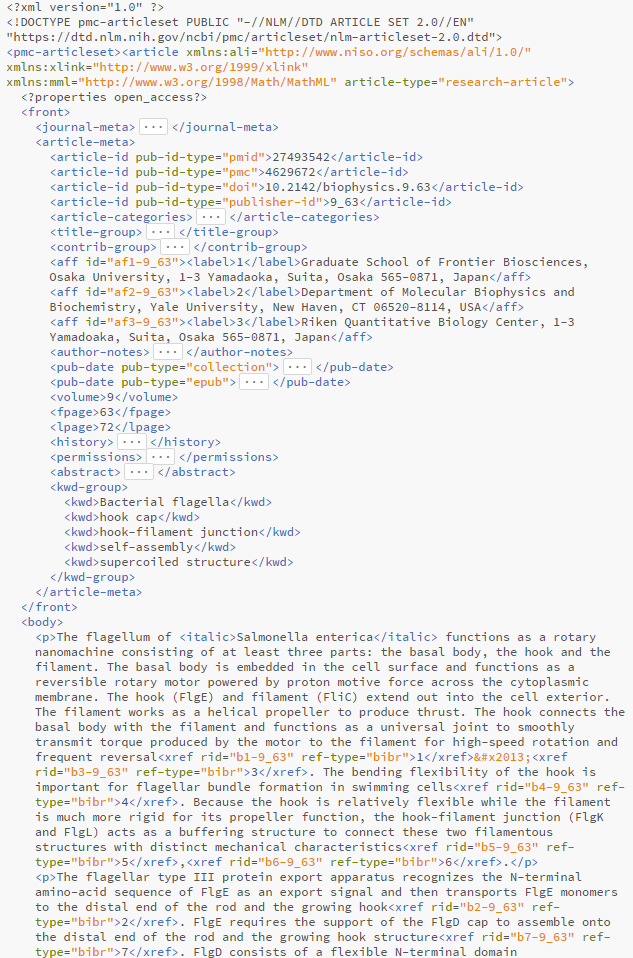 <?xml version="1.0" ?>
<!DOCTYPE pmc-articleset PUBLIC "-//NLM//DTD ARTICLE SET 2.0//EN"
"https://dtd.nlm.nih.gov/ncbi/pmc/articleset/nlm-articleset-2.0.dtd">
<pmc-articleset><article xmlns:ali="http://www.niso.org/schemas/ali/1.0/"
xmlns:xlink="http://www.w3.org/1999/xlink"
xmlns:mml="http://www.w3.org/1998/Math/MathML" article-type="research-article">
<?properties open_access?>
<front>
<journal-meta> ··· </journal-meta>
<article-meta>
<article-id pub-id-type="pmid">27493542</article-id>
<article-id pub-id-type="pmc">4629672</article-id>
<article-id pub-id-type="doi">10.2142/biophysics.9.63</article-id>
<article-id pub-id-type="publisher-id">9_63</article-id>
<article-categories> ··· </article-categories>
<title-group> ··· </title-group>
<contrib-group> ··· </contrib-group>
<aff id="af1-9_63"><label>1</label>Graduate School of Frontier Biosciences,
Osaka University, 1-3 Yamadaoka, Suita, Osaka 565-0871, Japan</aff>
<aff id="af2-9_63"><label>2</label>Department of Molecular Biophysics and
Biochemistry, Yale University, New Haven, CT 06520-8114, USA</aff>
<aff id="af3-9_63"><label>3</label>Riken Quantitative Biology Center, 1-3
Yamadoaka, Suita, Osaka 565-0871, Japan</aff>
<author-notes> ··· </author-notes>
<pub-date pub-type="collection"> ··· </pub-date>
<pub-date pub-type="epub"> ··· </pub-date>
<volume>9</volume>
<fpage>63</fpage>
<lpage>72</lpage>
<history> ··· </history>
<permissions> ··· </permissions>
<abstract> ··· </abstract>
<kwd-group>
<kwd>Bacterial flagella</kwd>
<kwd>hook cap</kwd>
<kwd>hook-filament junction</kwd>
<kwd>self-assembly</kwd>
<kwd>supercoiled structure</kwd>
</kwd-group>
</article-meta>
</front>
<body>
<p>The flagellum of <italic>Salmonella enterica</italic> functions as a rotary
nanomachine consisting of at least three parts: the basal body, the hook and the
filament. The basal body is embedded in the cell surface and functions as a
reversible rotary motor powered by proton motive force across the cytoplasmic
membrane. The hook (FlgE) and filament (FliC) extend out into the cell exterior.
The filament works as a helical propeller to produce thrust. The hook connects the
basal body with the filament and functions as a universal joint to smoothly
transmit torque produced by the motor to the filament for high-speed rotation and
frequent reversal<xref rid="b1-9_63" ref-type="bibr">1</xref>&#x2013;<xref
rid="b3-9_63" ref-type="bibr">3</xref>. The bending flexibility of the hook is
important for flagellar bundle formation in swimming cells<xref rid="b4-9_63" ref-
type="bibr">4</xref>. Because the hook is relatively flexible while the filament
is much more rigid for its propeller function, the hook-filament junction (FlgK
and FlgL) acts as a buffering structure to connect these two filamentous
structures with distinct mechanical characteristics<xref rid="b5-9_63" ref-
type="bibr">5</xref>,<xref rid="b6-9_63" ref-type="bibr">6</xref>.</p>
<p>The flagellar type III protein export apparatus recognizes the N-terminal
amino-acid sequence of FlgE as an export signal and then transports FlgE monomers
to the distal end of the rod and the growing hook<xref rid="b2-9_63" ref-
type="bibr">2</xref>. FlgE requires the support of the FlgD cap to assemble onto
the distal end of the rod and the growing hook structure<xref rid="b7-9_63" ref-
type="bibr">7</xref>. FlgD consists of a flexible N-terminal domain